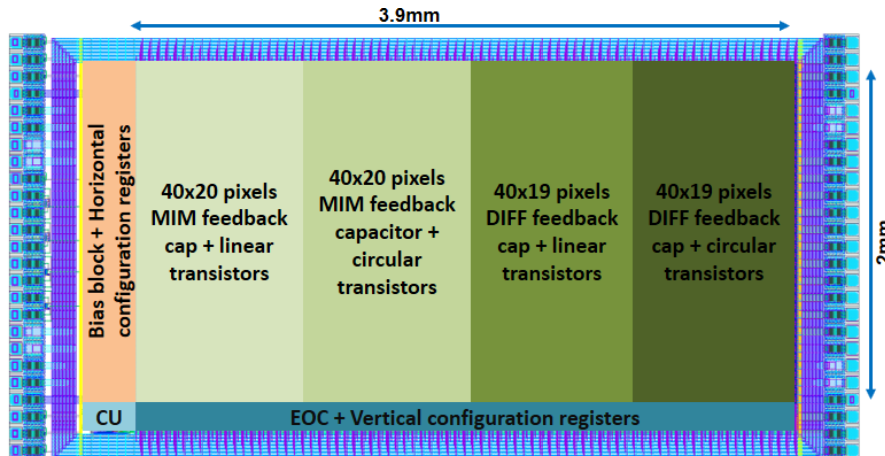 3.9mm
Bias block + Horizontal
configuration registers
40x20 pixels
MIM feedback
cap + linear
transistors
40x20 pixels
MIM feedback
capacitor +
circular
transistors
40x19 pixels
DIFF feedback
cap + linear
transistors
40x19 pixels
DIFF feedback
cap + circular
transistors
2mm
CU
EOC + Vertical configuration registers